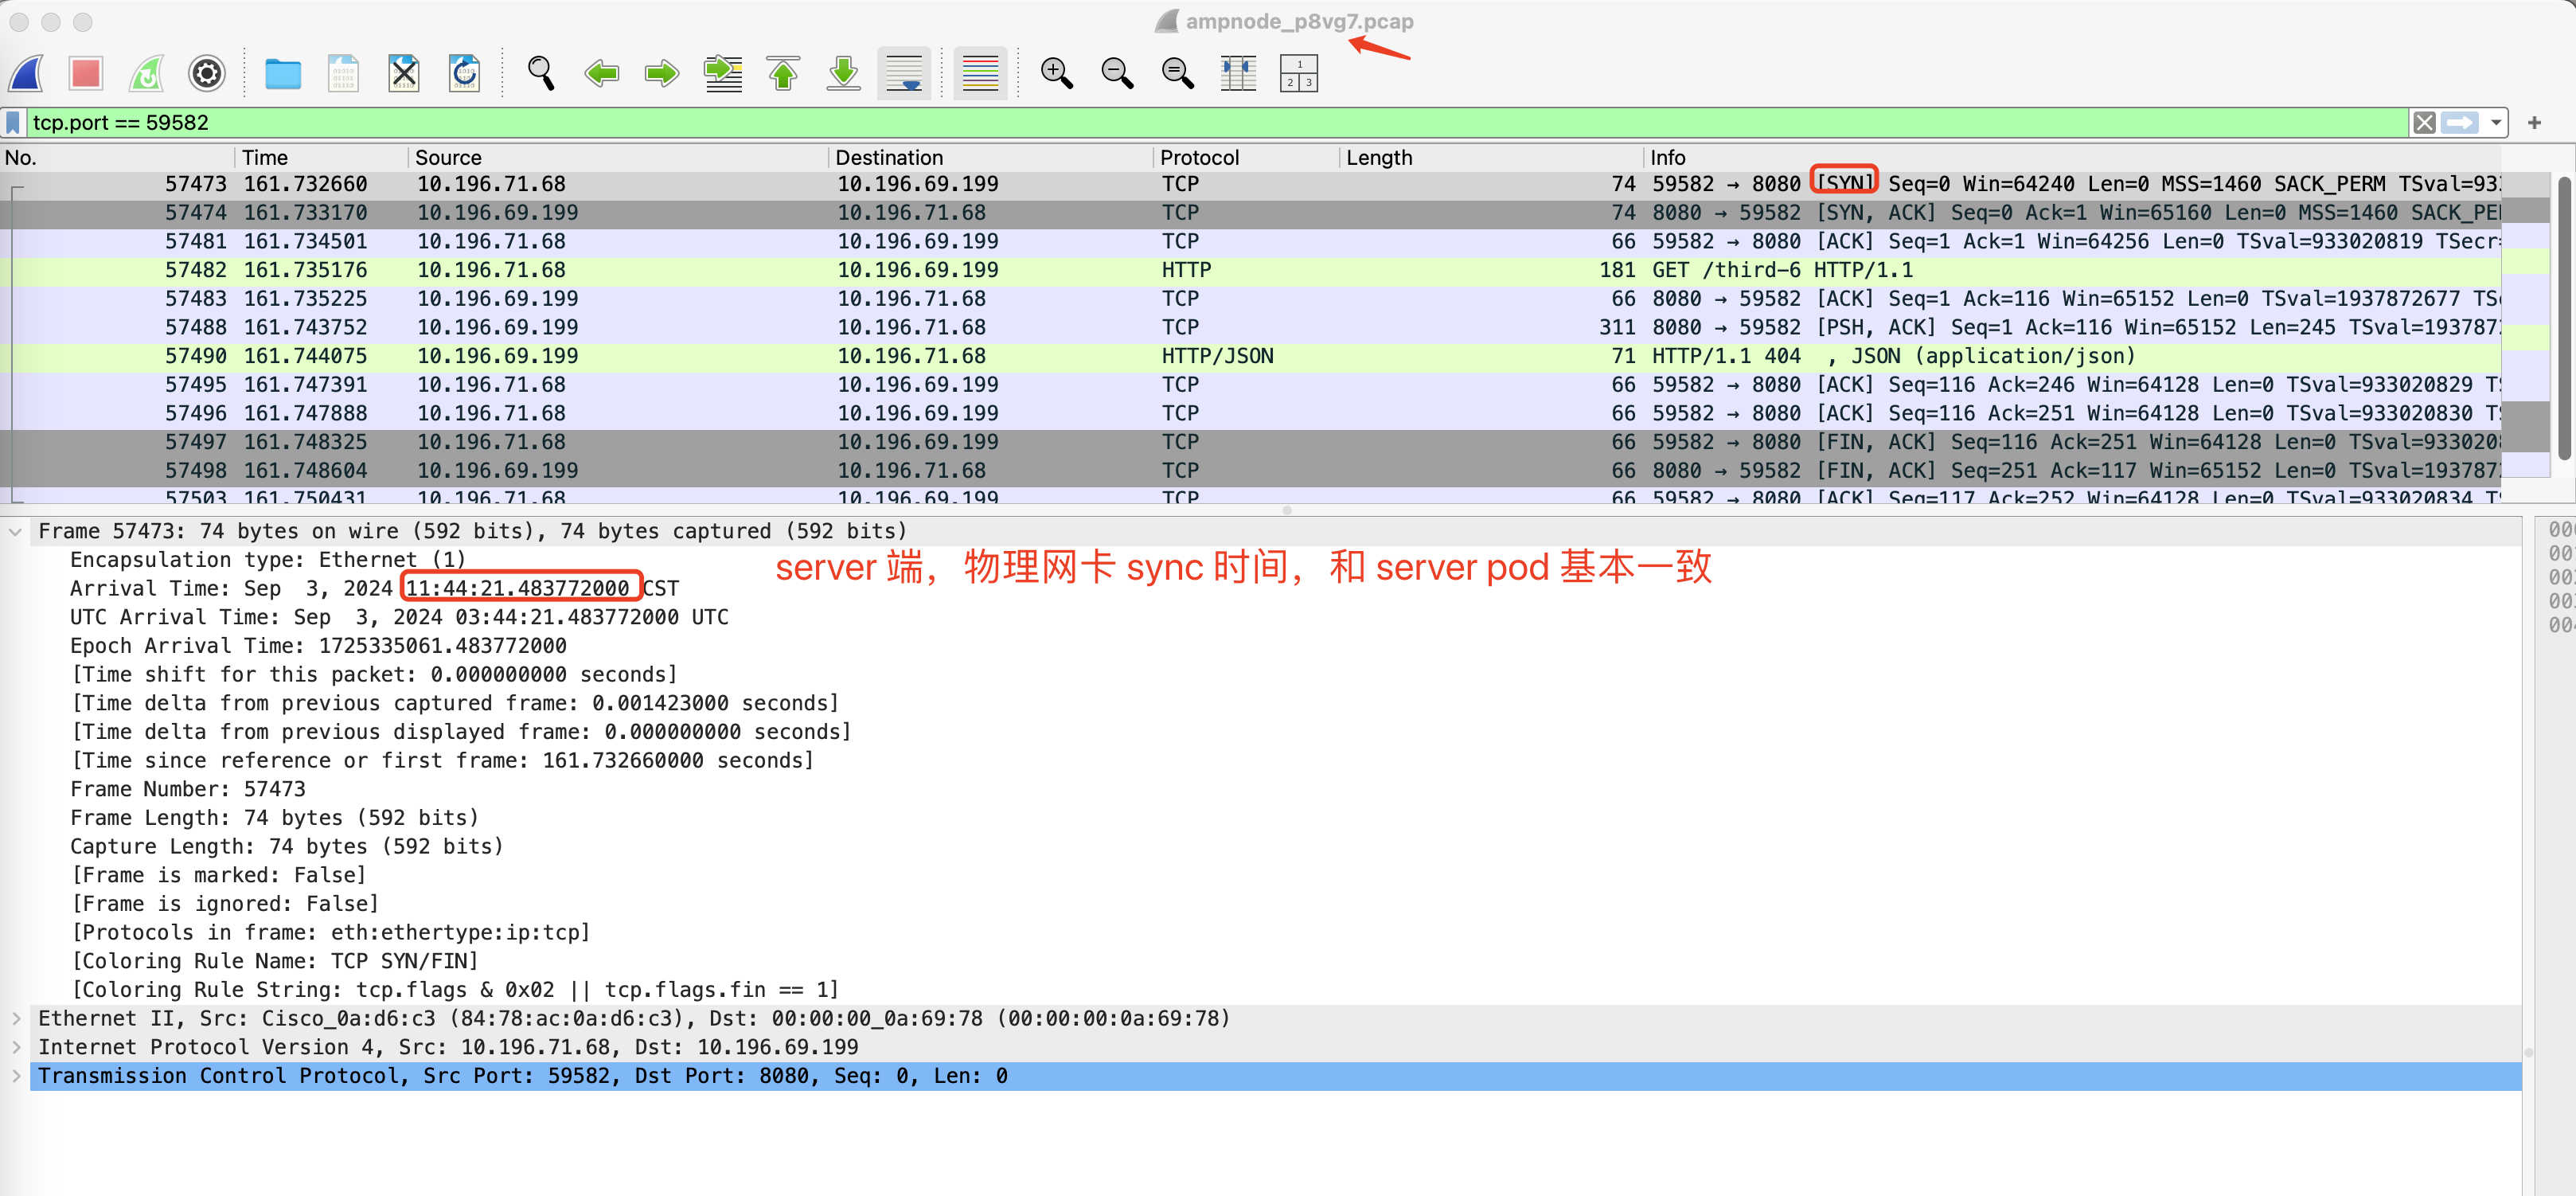 ampnode_p8vg7.pcap
1
2 3
tcp.port == 59582
No. Time Source Destination Protocol Length Info
57473 161.732660 10.196.71.68 10.196.69.199 TCP 74 59582 → 8080 [SYN] Seq=0 Win=64240 Len=0 MSS=1460 SACK_PERM TSval=933
57474 161.733170 10.196.69.199 10.196.71.68 TCP 74 8080 → 59582 [SYN, ACK] Seq=0 Ack=1 Win=65160 Len=0 MSS=1460 SACK_PE
57481 161.734501 10.196.71.68 10.196.69.199 TCP 66 59582 → 8080 [ACK] Seq=1 Ack=1 Win=64256 Len=0 TSval=933020819 TSecr=
57482 161.735176 10.196.71.68 10.196.69.199 HTTP 181 GET /third-6 HTTP/1.1
57483 161.735225 10.196.69.199 10.196.71.68 TCP 66 8080 → 59582 [ACK] Seq=1 Ack=116 Win=65152 Len=0 TSval=1937872677 TS
57488 161.743752 10.196.69.199 10.196.71.68 TCP 311 8080 → 59582 [PSH, ACK] Seq=1 Ack=116 Win=65152 Len=245 TSval=193787
57490 161.744075 10.196.69.199 10.196.71.68 HTTP/JSON 71 HTTP/1.1 404 , JSON (application/json)
57495 161.747391 10.196.71.68 10.196.69.199 TCP 66 59582 → 8080 [ACK] Seq=116 Ack=246 Win=64128 Len=0 TSval=933020829 T
57496 161.747888 10.196.71.68 10.196.69.199 TCP 66 59582 → 8080 [ACK] Seq=116 Ack=251 Win=64128 Len=0 TSval=933020830 T
57497 161.748325 10.196.71.68 10.196.69.199 TCP 66 59582 → 8080 [FIN, ACK] Seq=116 Ack=251 Win=64128 Len=0 TSval=933020
57498 161.748604 10.196.69.199 10.196.71.68 TCP 66 8080 → 59582 [FIN, ACK] Seq=251 Ack=117 Win=65152 Len=0 TSval=193787
57503 161.750431 10.196.71.68 10.196.69.199 TCP 66 59582 → 8080 [ACK] Seq=117 Ack=252 Win=64128 Len=0 TSval=933020834 T
Frame 57473: 74 bytes on wire (592 bits), 74 bytes captured (592 bits)
Encapsulation type: Ethernet (1)
server 端，物理网卡 sync 时间，和 server pod 基本一致
Arrival Time: Sep 3, 2024 11:44:21.483772000 CST
UTC Arrival Time: Sep 3, 2024 03:44:21.483772000 UTC
Epoch Arrival Time: 1725335061.483772000
[Time shift for this packet: 0.000000000 seconds]
[Time delta from previous captured frame: 0.001423000 seconds]
[Time delta from previous displayed frame: 0.000000000 seconds]
[Time since reference or first frame: 161.732660000 seconds]
Frame Number: 57473
Frame Length: 74 bytes (592 bits)
Capture Length: 74 bytes (592 bits)
[Frame is marked: False]
[Frame is ignored: False]
[Protocols in frame: eth:ethertype:ip:tcp]
[Coloring Rule Name: TCP SYN/FIN]
[Coloring Rule String: tcp.flags & 0x02 || tcp.flags.fin == 1]
Ethernet II, Src: Cisco_0a:d6:c3 (84:78:ac:0a:d6:c3), Dst: 00:00:00_0a:69:78 (00:00:00:0a:69:78)
Internet Protocol Version 4, Src: 10.196.71.68, Dst: 10.196.69.199
Transmission Control Protocol, Src Port: 59582, Dst Port: 8080, Seq: 0, Len: 0